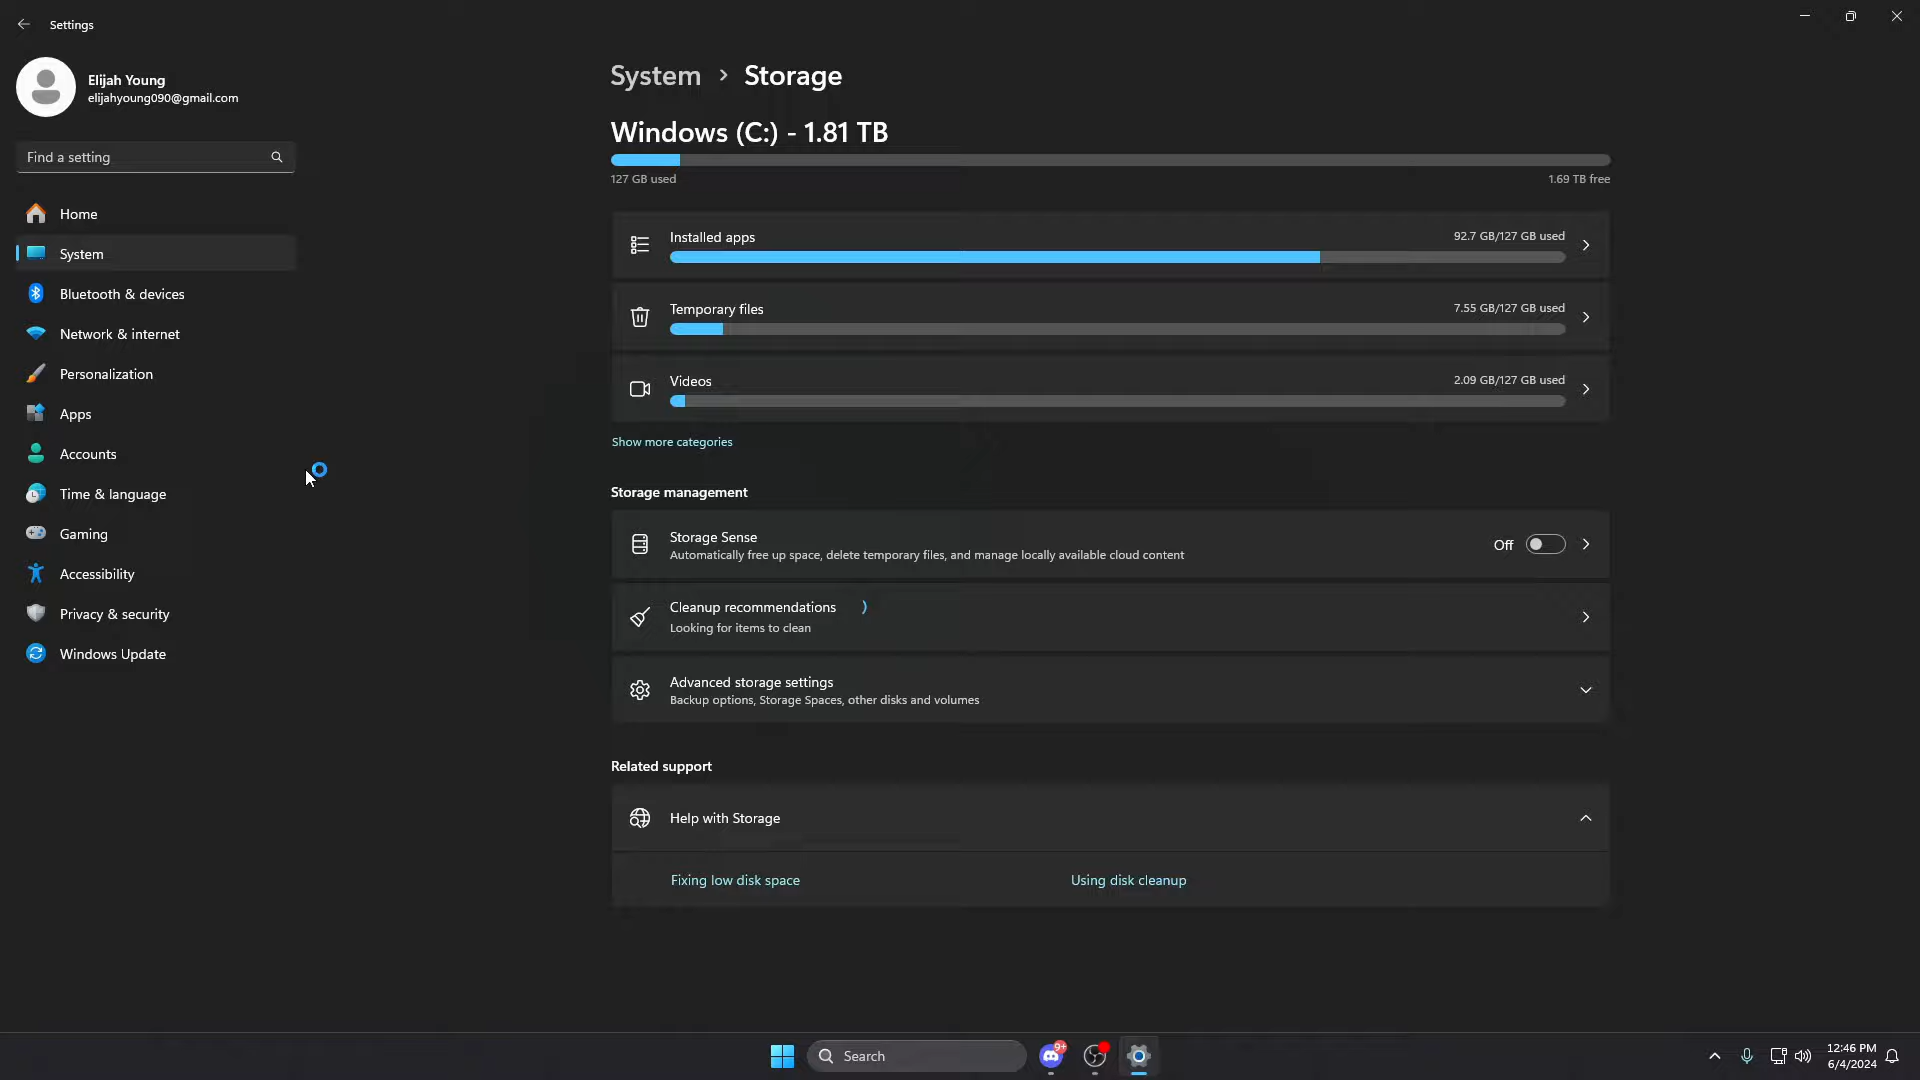 Settings
Elijah Young
elijahyoung090@gmail.com
Find a setting
Home
System
Bluetooth & devices
Network & internet
Personalization
Apps
Accounts
Time & language
Gaming
Accessibility
Privacy & security
Windows Update
System > Storage
Windows (C:) - 1.81 TB
127 GB used 1.69 TB free
Installed apps 92.7 GB/127 GB used
Temporary files 7.55 GB/127 GB used
Videos 2.09 GB/127 GB used
Show more categories
Storage management
Storage Sense
Automatically free up space, delete temporary files, and manage locally available cloud content
Off
Cleanup recommendations
Looking for items to clean
Advanced storage settings
Backup options, Storage Spaces, other disks and volumes
Related support
Help with Storage
Fixing low disk space Using disk cleanup
Search
9+
12:46 PM
6/4/2024